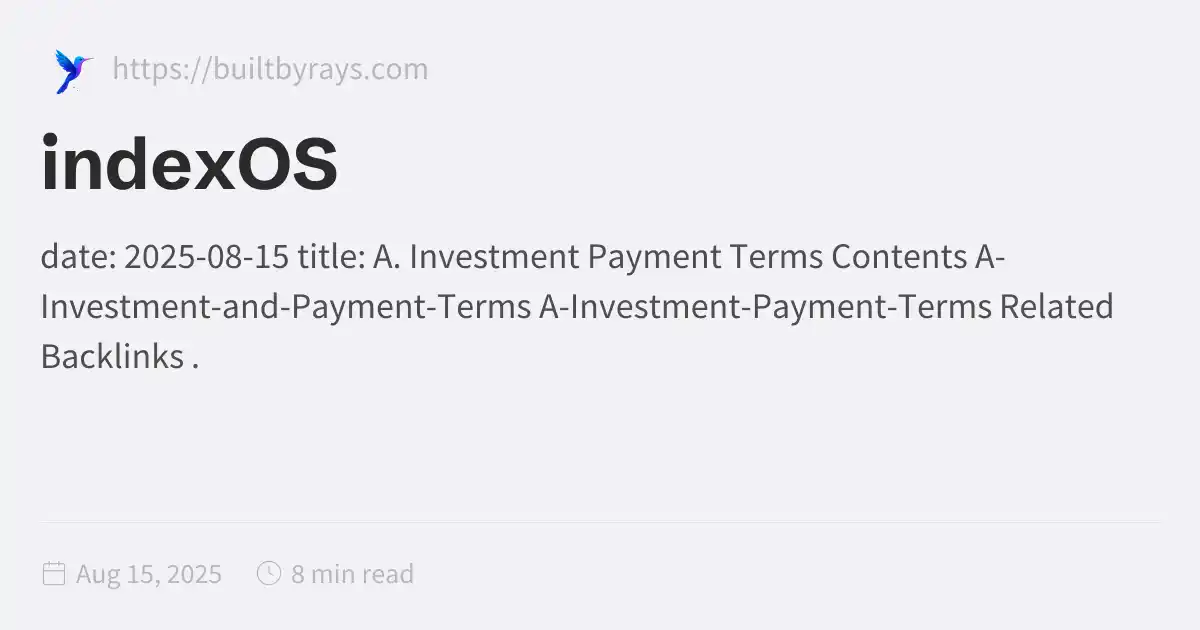 https://builtbyrays.com
indexOS
date: 2025-08-15 title: A. Investment Payment Terms Contents A-
Investment-and-Payment-Terms A-Investment-Payment-Terms Related
Backlinks .
Aug 15, 2025 8 min read